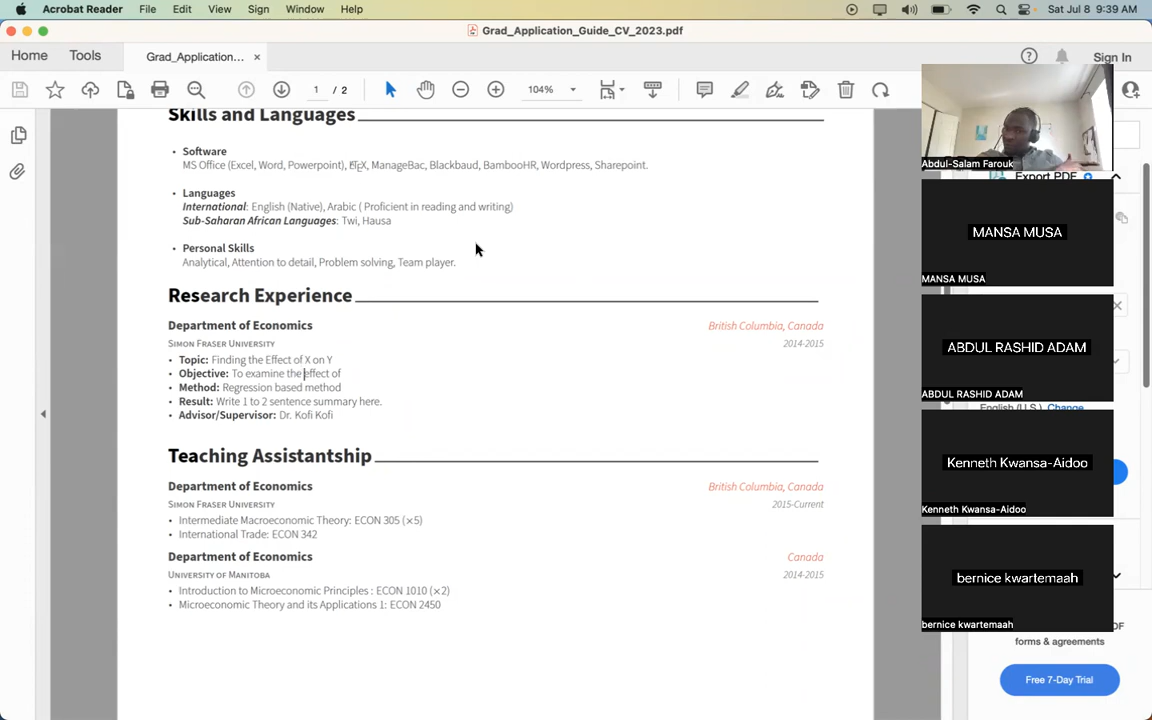 Acrobat Reader File Edit View Sign Window Help Sat Jul 8 9:39 AM
Grad_Application_Guide_CV_2023.pdf
Home Tools Grad_Application... × Sign In
1 / 2 104%
Skills and Languages
• Software
MS Office (Excel, Word, Powerpoint), LATEX, ManageBac, Blackbaud, BambooHR, Wordpress, Sharepoint.
• Languages
International: English (Native), Arabic ( Proficient in reading and writing)
Sub-Saharan African Languages: Twi, Hausa
• Personal Skills
Analytical, Attention to detail, Problem solving, Team player.
Research Experience
Department of Economics British Columbia, Canada
Simon Fraser University 2014-2015
• Topic: Finding the Effect of X on Y
• Objective: To examine the effect of
• Method: Regression based method
• Result: Write 1 to 2 sentence summary here.
• Advisor/Supervisor: Dr. Kofi Kofi
Teaching Assistantship
Department of Economics British Columbia, Canada
Simon Fraser University 2015-Current
• Intermediate Macroeconomic Theory: ECON 305 (×5)
• International Trade: ECON 342
Department of Economics Canada
University of Manitoba 2014-2015
• Introduction to Microeconomic Principles : ECON 1010 (×2)
• Microeconomic Theory and its Applications 1: ECON 2450
Abdul-Salam Farouk
Export PDF
MANSA MUSA
MANSA MUSA
ABDUL RASHID ADAM
ABDUL RASHID ADAM
English (U.S.) Change
Kenneth Kwansa-Aidoo
Kenneth Kwansa-Aidoo
bernice kwartemaah
bernice kwartemaah
forms & agreements
Free 7-Day Trial